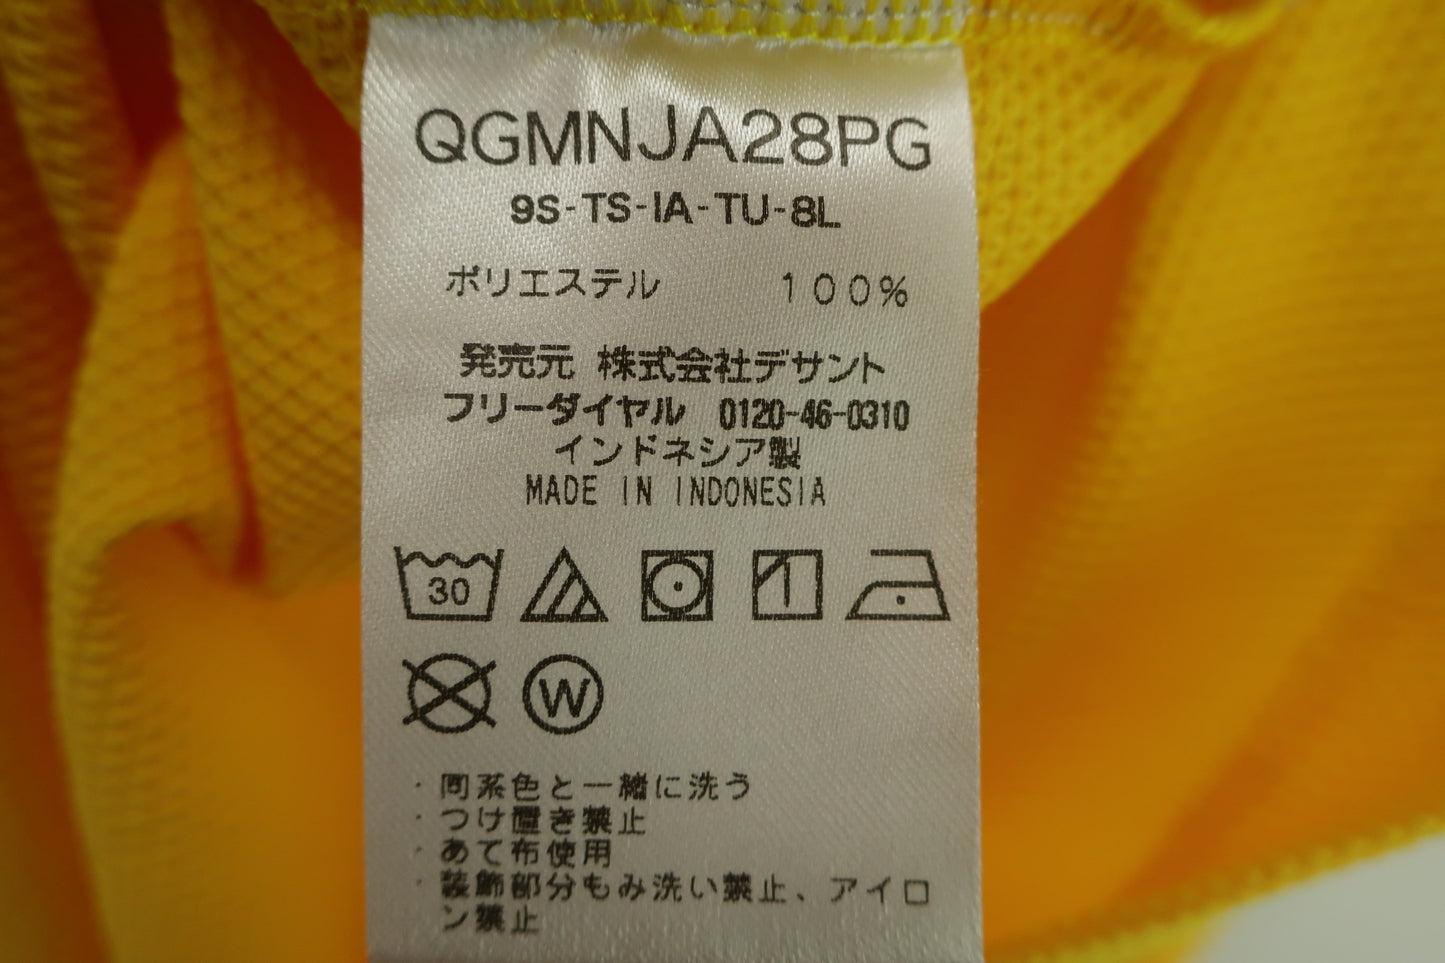 QGMNJA28PG
9S-TS-IA-TU-8L
ポリエステル 100%
発売元 株式会社デサント
フリーダイヤル 0120-46-0310
インドネシア製
MADE IN INDONESIA
30
W
・同系色と一緒に洗う
・つけ置き禁止
・あて布使用
・装飾部分もみ洗い禁止、アイロ
ン禁止